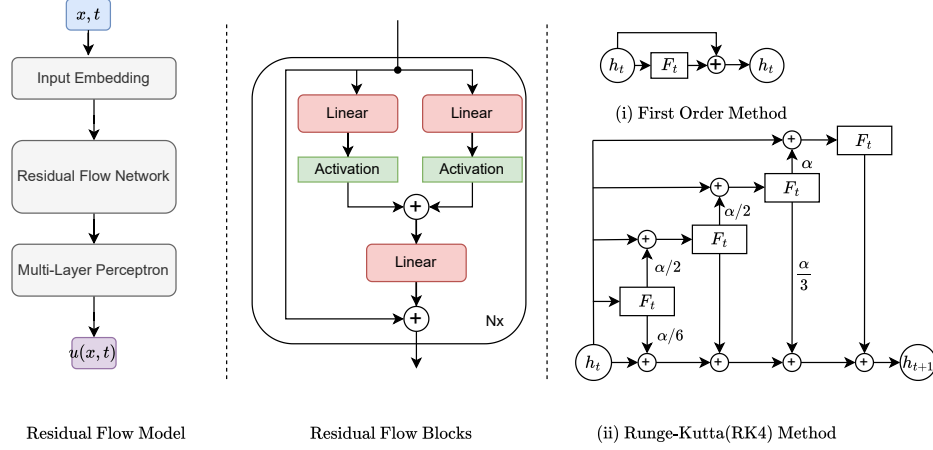 x, t
Input Embedding
Residual Flow Network
Multi-Layer Perceptron
u(x, t)
Residual Flow Model
Linear
Linear
Activation
Activation
+
Linear
+
Nx
Residual Flow Blocks
h_t
F_t
+
h_t
(i) First Order Method
+
F_t
α
+
F_t
α/2
+
F_t
α/2
α/3
F_t
α/6
h_t
+
+
+
+
h_{t+1}
(ii) Runge-Kutta(RK4) Method